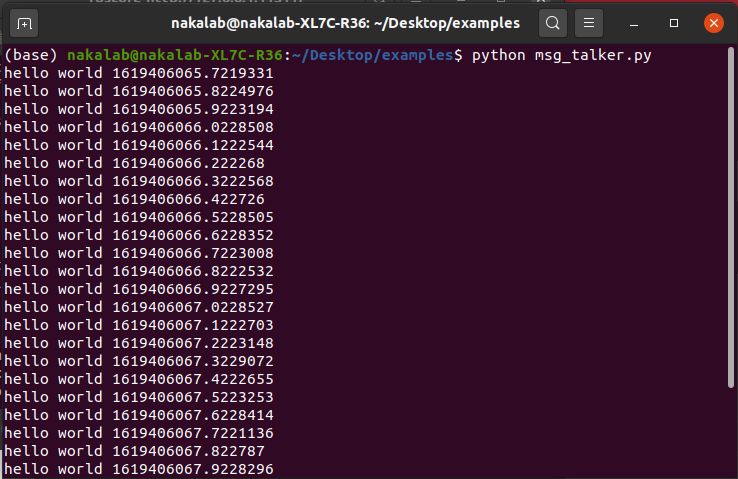 nakalab@nakalab-XL7C-R36: ~/Desktop/examples
(base) nakalab@nakalab-XL7C-R36:~/Desktop/examples$ python msg_talker.py
hello world 1619406065.7219331
hello world 1619406065.8224976
hello world 1619406065.9223194
hello world 1619406066.0228508
hello world 1619406066.1222544
hello world 1619406066.222268
hello world 1619406066.3222568
hello world 1619406066.422726
hello world 1619406066.5228505
hello world 1619406066.6228352
hello world 1619406066.7223008
hello world 1619406066.8222532
hello world 1619406066.9227295
hello world 1619406067.0228527
hello world 1619406067.1222703
hello world 1619406067.2223148
hello world 1619406067.3229072
hello world 1619406067.4222655
hello world 1619406067.5223253
hello world 1619406067.6228414
hello world 1619406067.7221136
hello world 1619406067.822787
hello world 1619406067.9228296